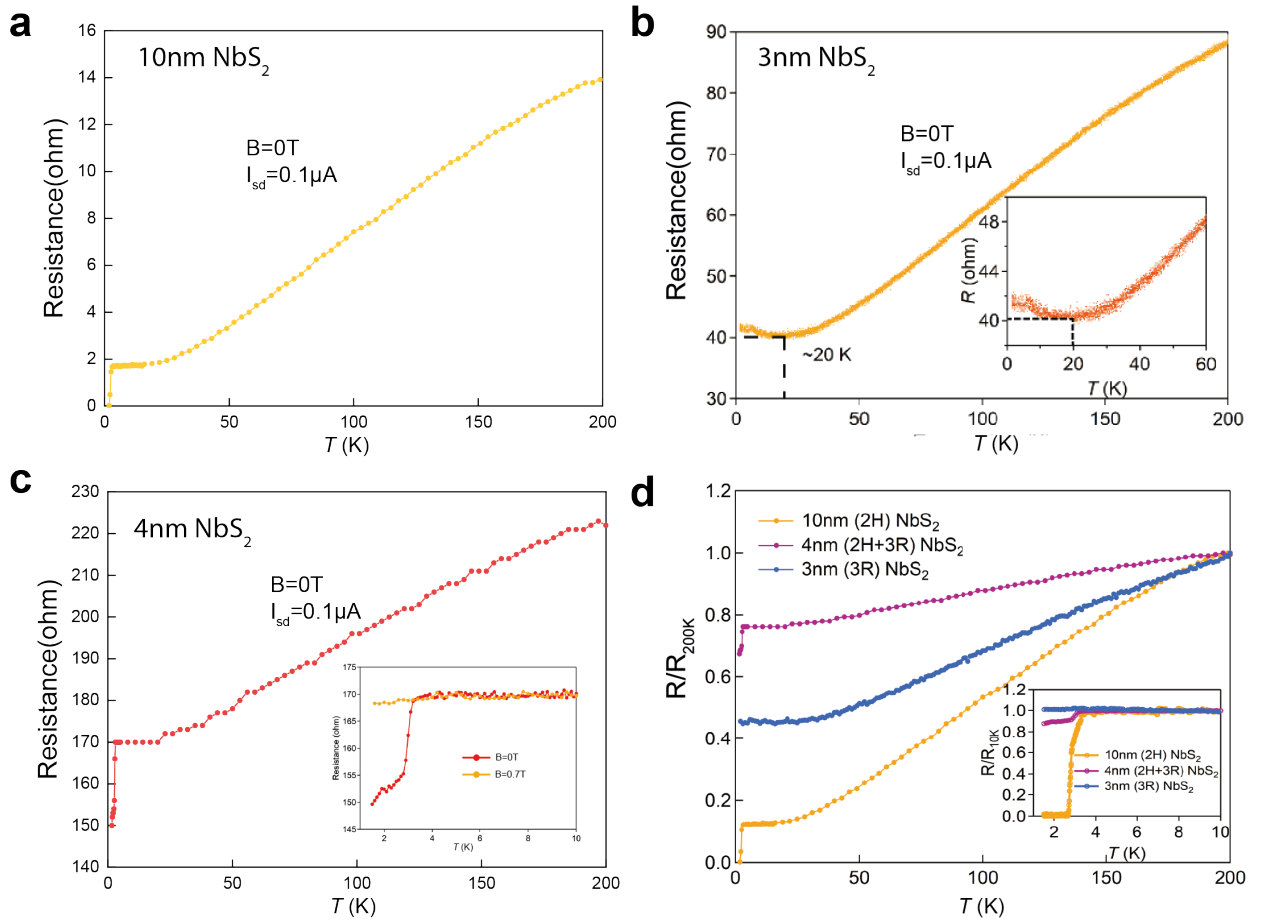 a
16
14
12
10
8
6
4
2
0
Resistance(ohm)
10nm NbS2
B=0T
Isd=0.1μA
0 50 100 150 200
T (K)
b
90
80
70
60
50
40
30
Resistance(ohm)
3nm NbS2
B=0T
Isd=0.1μA
~20 K
48
44
40
R (ohm)
0 20 40 60
T (K)
0 50 100 150 200
T (K)
c
230
220
210
200
190
180
170
160
150
140
Resistance(ohm)
4nm NbS2
B=0T
Isd=0.1μA
175
170
165
160
155
150
145
Resistance (ohm)
B=0T
B=0.7T
2 4 6 8 10
T (K)
0 50 100 150 200
T (K)
d
1.2
1.0
0.8
0.6
0.4
0.2
0.0
R/R200K
10nm (2H) NbS2
4nm (2H+3R) NbS2
3nm (3R) NbS2
1.2
1.0
0.8
0.6
0.4
0.2
0.0
R/R10K
10nm (2H) NbS2
4nm (2H+3R) NbS2
3nm (3R) NbS2
2 4 6 8 10
T (K)
0 50 100 150 200
T (K)